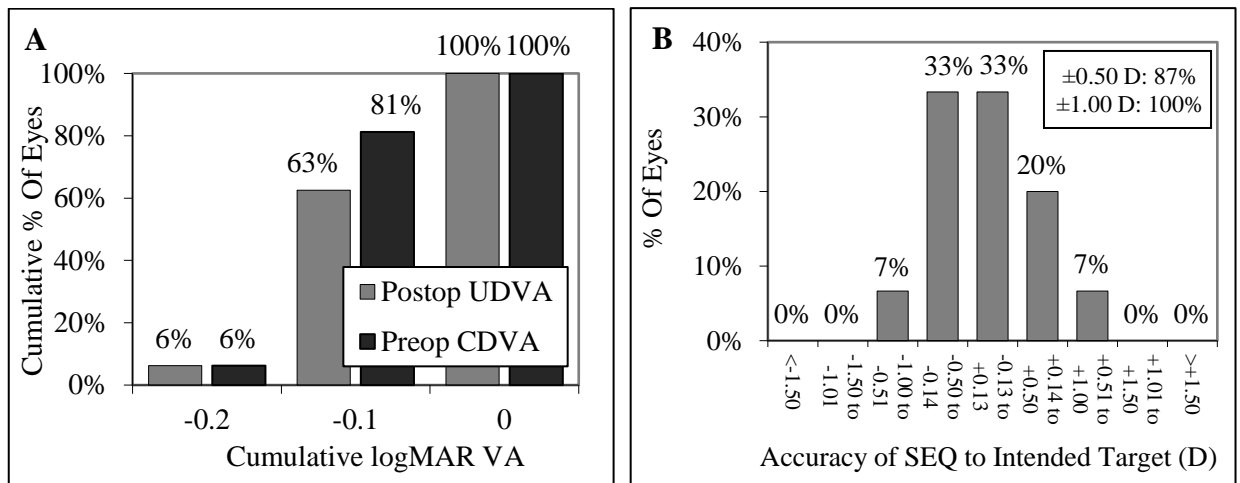 A
100% 100%
100%
81%
80%
63%
60%
40%
20%
6% 6%
0%
Postop UDVA
Preop CDVA
-0.2 -0.1 0
Cumulative % Of Eyes
Cumulative logMAR VA
B
40%
33% 33%
±0.50 D: 87%
±1.00 D: 100%
30%
20%
20%
10%
7% 7%
0% 0% 0% 0%
0%
% Of Eyes
<-1.50
-1.50 to
-1.01
-1.00 to
-0.51
-0.50 to
-0.14
-0.13 to
+0.13
+0.14 to
+0.50
+0.51 to
+1.00
+1.01 to
+1.50
>+1.50
Accuracy of SEQ to Intended Target (D)